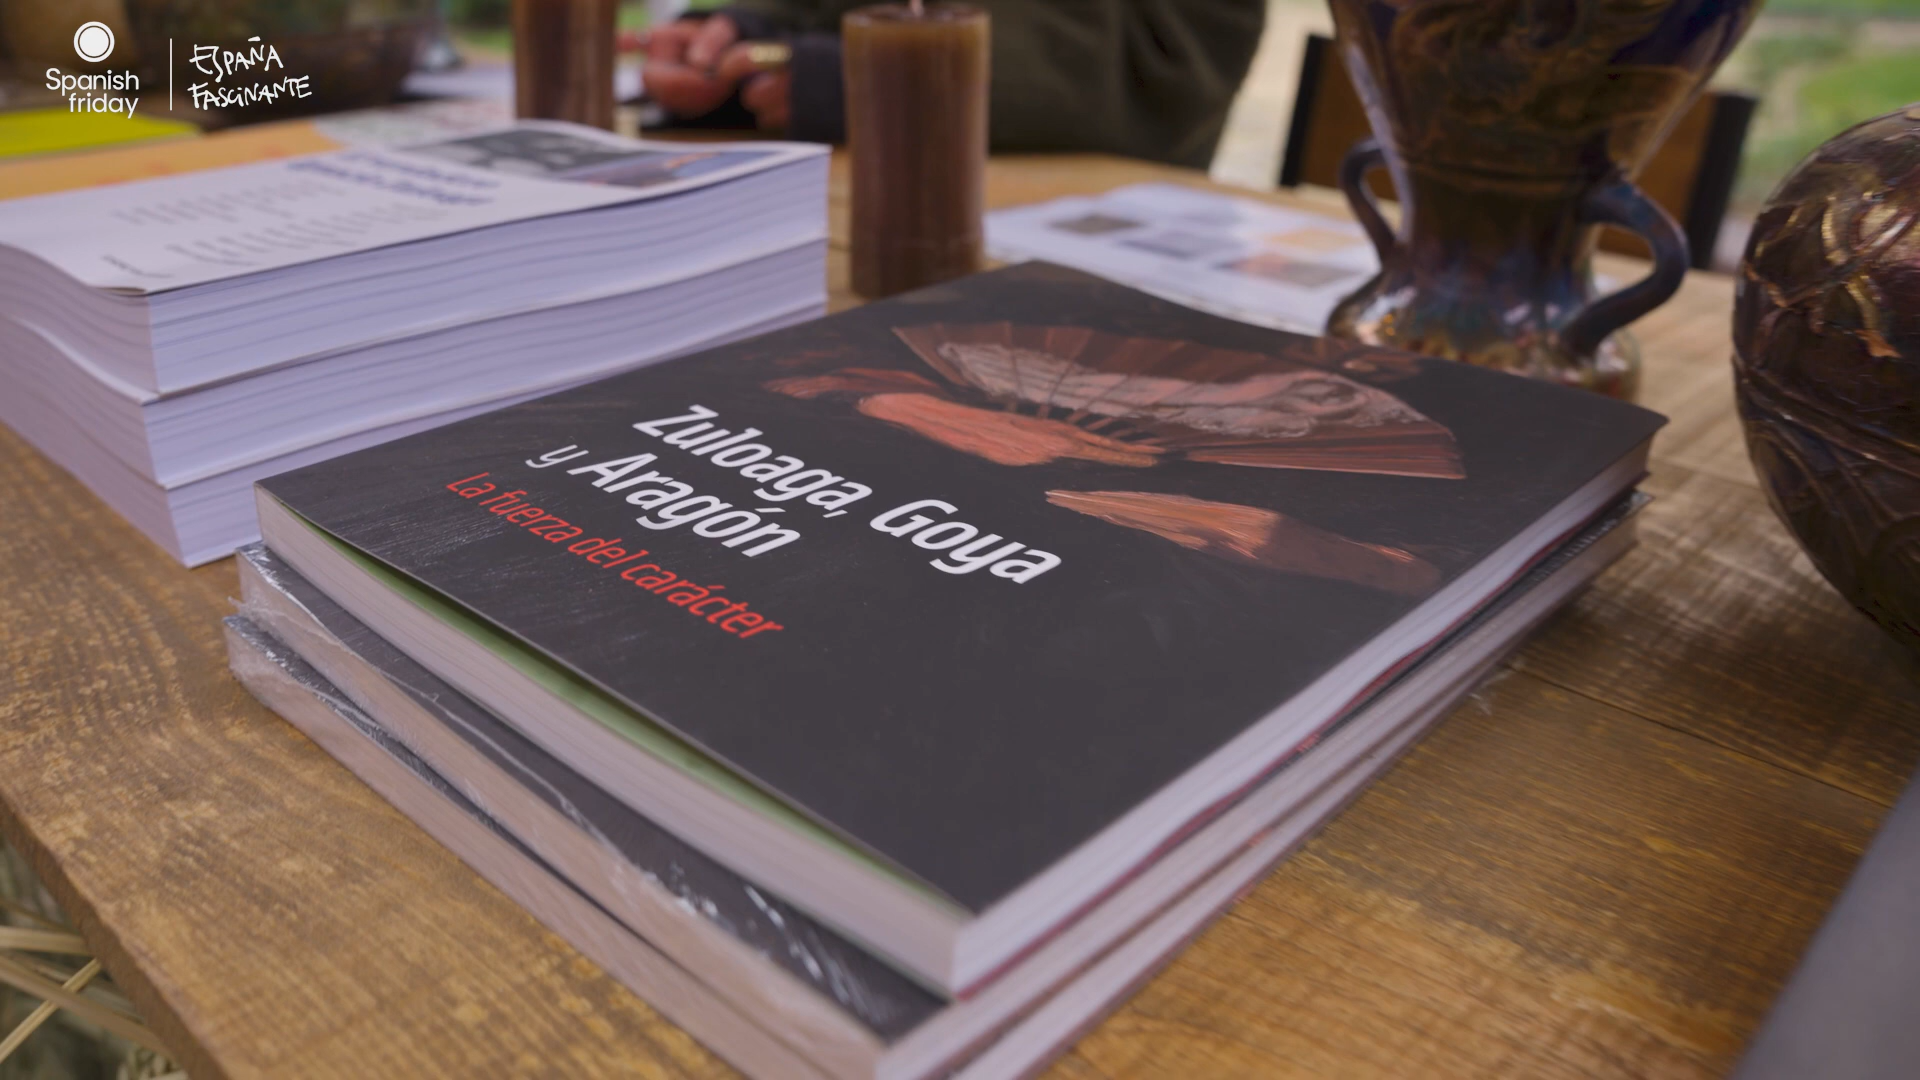 Spanish
friday
ESPAÑA
FASCINANTE
Zuloaga, Goya
y Aragón
La fuerza del carácter